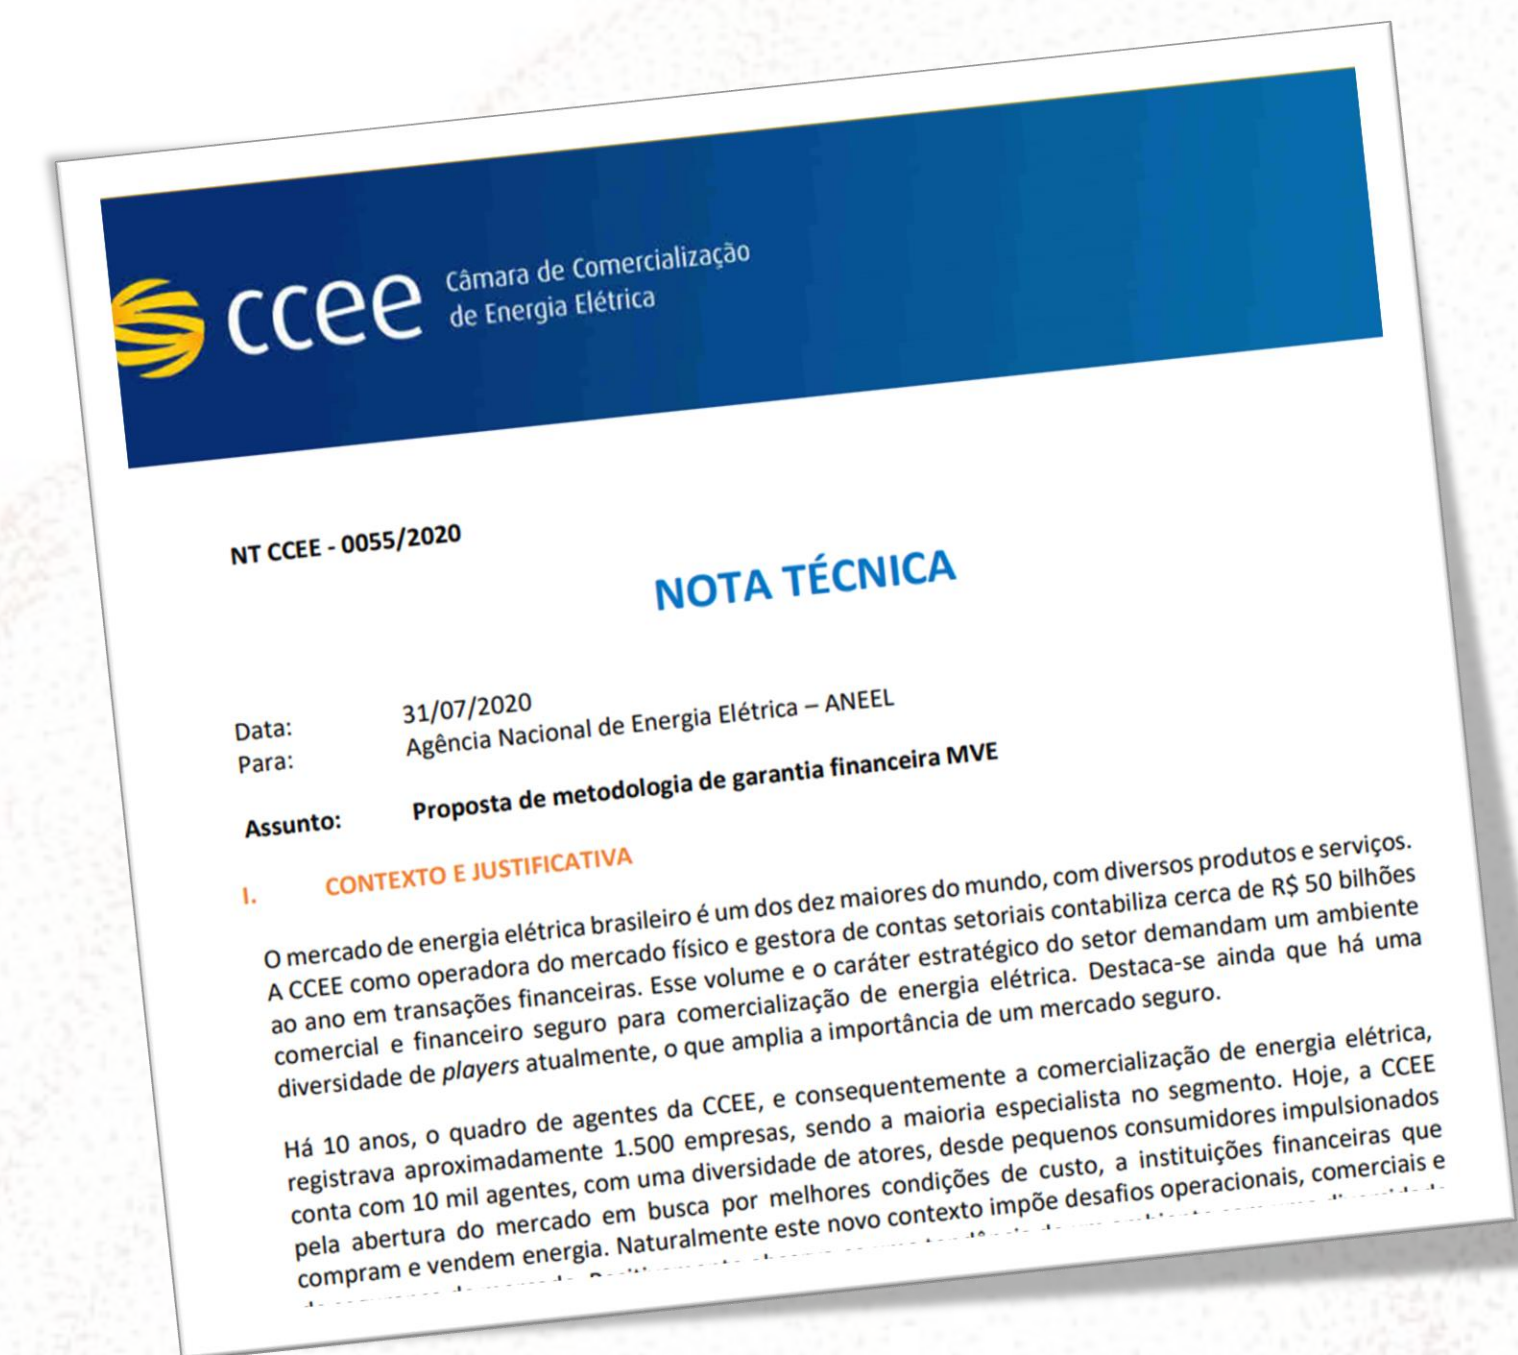 ccee
Câmara de Comercialização
de Energia Elétrica
NT CCEE - 0055/2020
NOTA TÉCNICA
Data: 31/07/2020
Para: Agência Nacional de Energia Elétrica – ANEEL
Assunto: Proposta de metodologia de garantia financeira MVE
I. CONTEXTO E JUSTIFICATIVA
O mercado de energia elétrica brasileiro é um dos dez maiores do mundo, com diversos produtos e serviços.
A CCEE como operadora do mercado físico e gestora de contas setoriais contabiliza cerca de R$ 50 bilhões
ao ano em transações financeiras. Esse volume e o caráter estratégico do setor demandam um ambiente
comercial e financeiro seguro para comercialização de energia elétrica. Destaca-se ainda que há uma
diversidade de players atualmente, o que amplia a importância de um mercado seguro.
Há 10 anos, o quadro de agentes da CCEE, e consequentemente a comercialização de energia elétrica,
registrava aproximadamente 1.500 empresas, sendo a maioria especialista no segmento. Hoje, a CCEE
conta com 10 mil agentes, com uma diversidade de atores, desde pequenos consumidores impulsionados
pela abertura do mercado em busca por melhores condições de custo, a instituições financeiras que
compram e vendem energia. Naturalmente este novo contexto impõe desafios operacionais, comerciais e